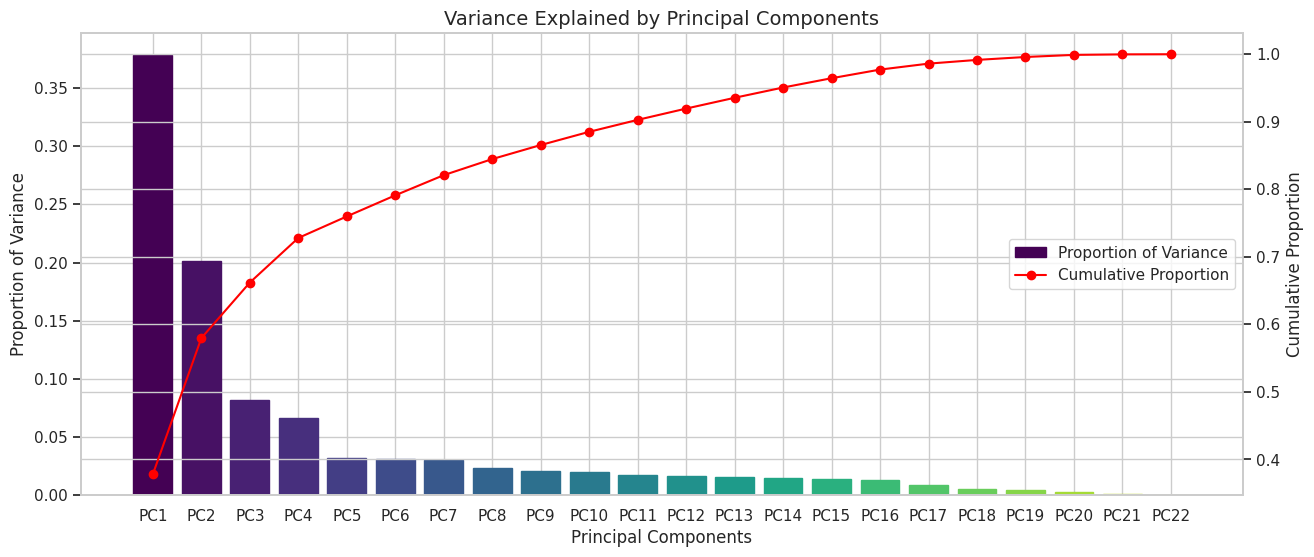 Variance Explained by Principal Components
Proportion of Variance
0.35
0.30
0.25
0.20
0.15
0.10
0.05
0.00
1.0
0.9
0.8
0.7
0.6
0.5
0.4
Cumulative Proportion
Proportion of Variance
Cumulative Proportion
PC1 PC2 PC3 PC4 PC5 PC6 PC7 PC8 PC9 PC10 PC11 PC12 PC13 PC14 PC15 PC16 PC17 PC18 PC19 PC20 PC21 PC22
Principal Components